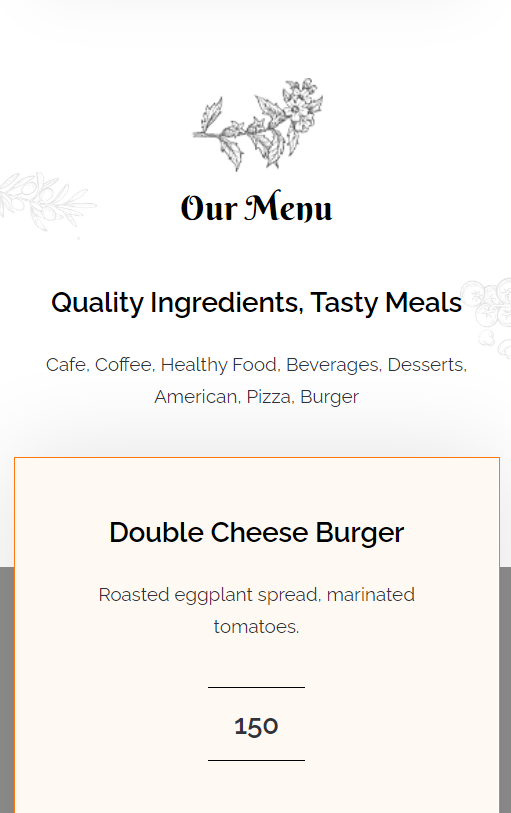 Our Menu
Quality Ingredients, Tasty Meals
Cafe, Coffee, Healthy Food, Beverages, Desserts,
American, Pizza, Burger
Double Cheese Burger
Roasted eggplant spread, marinated
tomatoes.
150